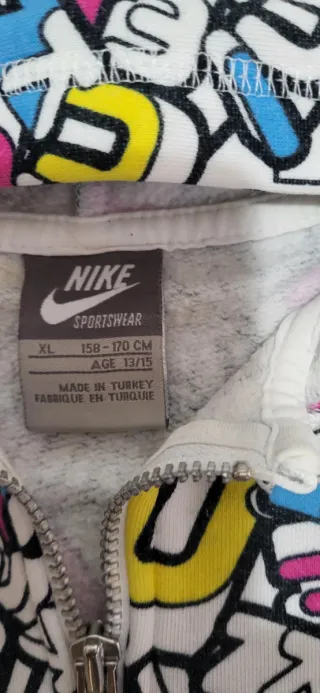 NIKE
SPORTSWEAR
XL 158-170 CM
AGE 13/15
MADE IN TURKEY
FABRIQUE EN TURQUIE